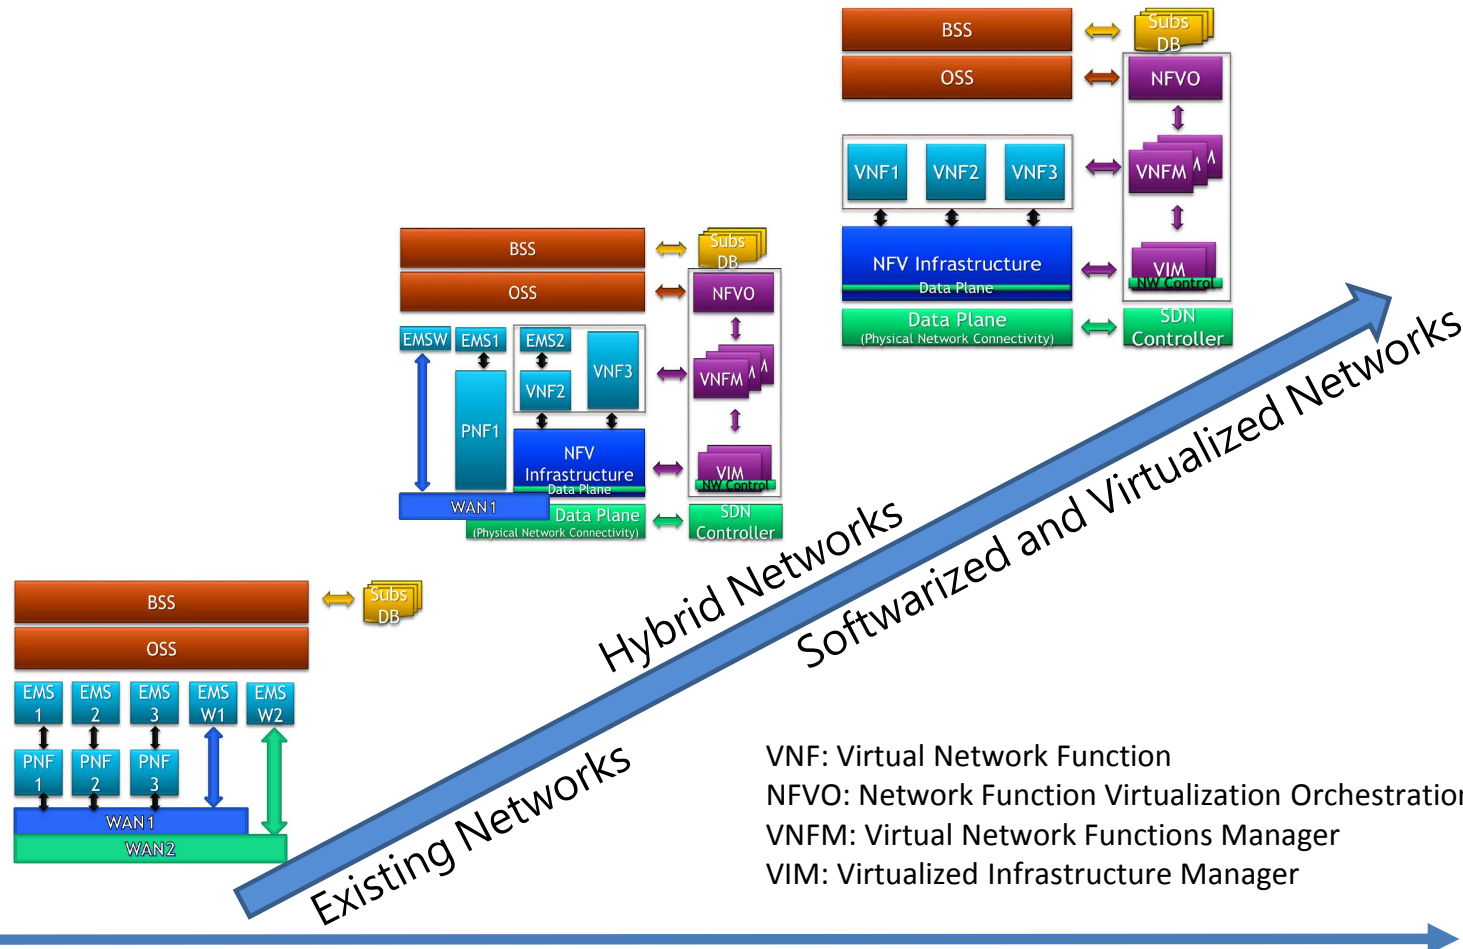 BSS
Subs
DB
OSS
NFVO
VNF1
VNF2
VNF3
VNFM
M
NFV Infrastructure
Data Plane
VIM
NW Control
Data Plane
(Physical Network Connectivity)
SDN
Controller
BSS
Subs
DB
OSS
NFVO
EMSW
EMS1
EMS2
VNF3
VNFM
M
VNF2
PNF1
NFV
Infrastructure
Data Plane
VIM
NW Control
WAN1
Data Plane
(Physical Network Connectivity)
SDN
Controller
BSS
Subs
DB
OSS
EMS
1
EMS
2
EMS
3
EMS
W1
EMS
W2
PNF
1
PNF
2
PNF
3
WAN1
WAN2
Existing Networks
Hybrid Networks
Softwarized and Virtualized Networks
VNF: Virtual Network Function
NFVO: Network Function Virtualization Orchestration
VNFM: Virtual Network Functions Manager
VIM: Virtualized Infrastructure Manager